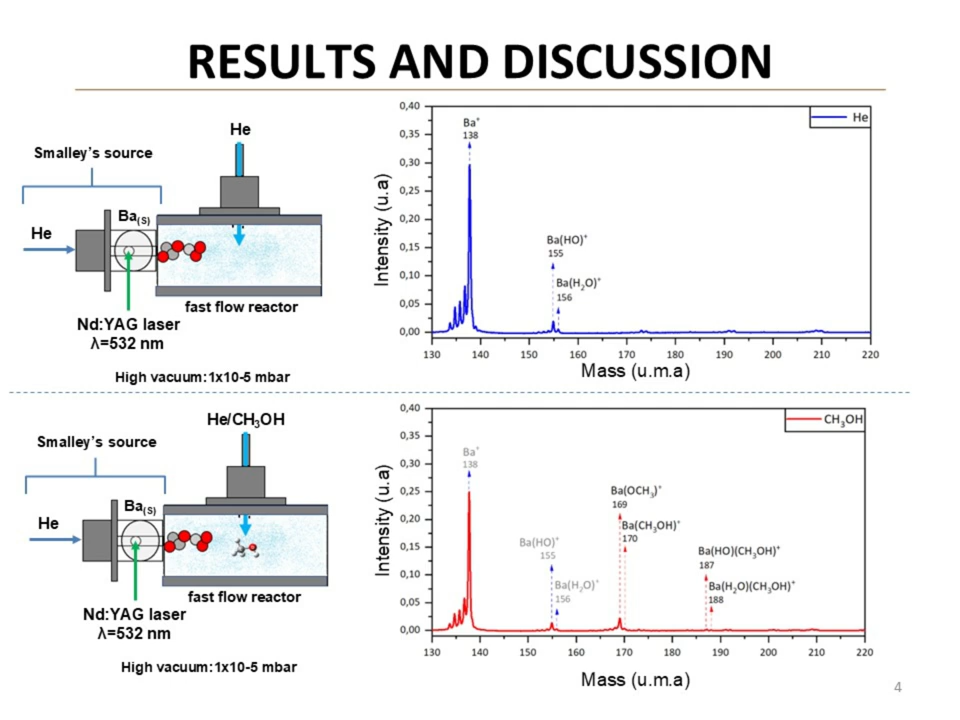 RESULTS AND DISCUSSION
He
Smalley's source
Ba(S)
He
fast flow reactor
Nd:YAG laser
λ=532 nm
High vacuum:1x10-5 mbar
0,40
0,35
0,30
0,25
0,20
0,15
0,10
0,05
0,00
Intensity (u.a)
He
Ba⁺
138
Ba(HO)⁺
155
Ba(H₂O)⁺
156
130 140 150 160 170 180 190 200 210 220
Mass (u.m.a)
He/CH₃OH
Smalley's source
Ba(S)
He
fast flow reactor
Nd:YAG laser
λ=532 nm
High vacuum:1x10-5 mbar
0,40
0,35
0,30
0,25
0,20
0,15
0,10
0,05
0,00
Intensity (u.a)
CH₃OH
Ba⁺
138
Ba(HO)⁺
155
Ba(H₂O)⁺
156
Ba(OCH₃)⁺
169
Ba(CH₃OH)⁺
170
Ba(HO)(CH₃OH)⁺
187
Ba(H₂O)(CH₃OH)⁺
188
130 140 150 160 170 180 190 200 210 220
Mass (u.m.a)
4